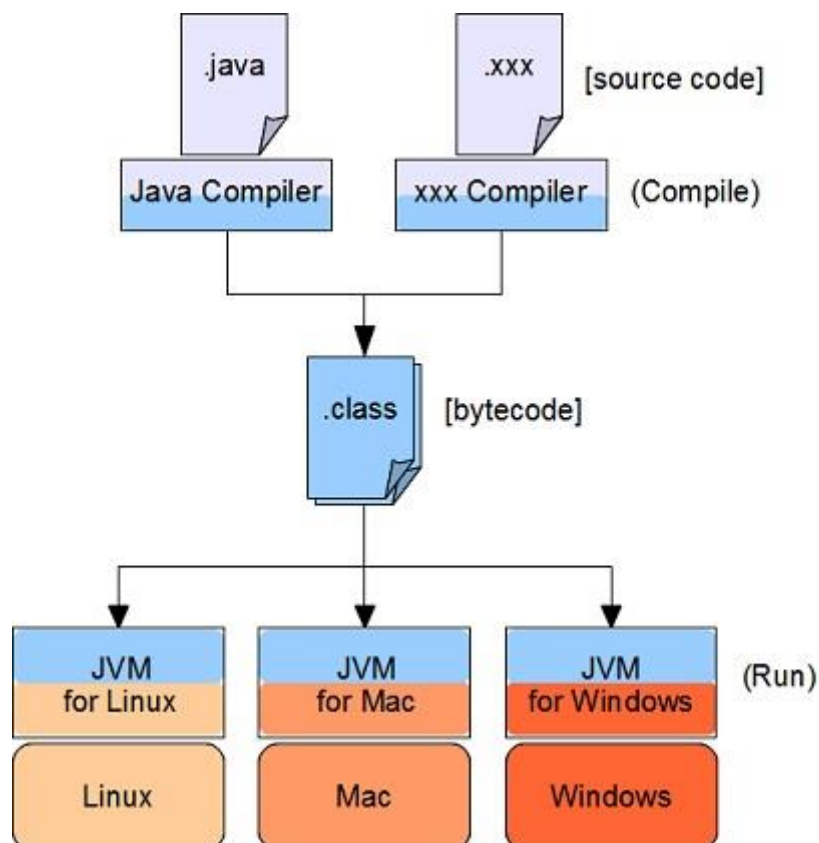 .java
.xxx
[source code]
Java Compiler
xxx Compiler
(Compile)
.class
[bytecode]
JVM
for Linux
JVM
for Mac
JVM
for Windows
(Run)
Linux
Mac
Windows